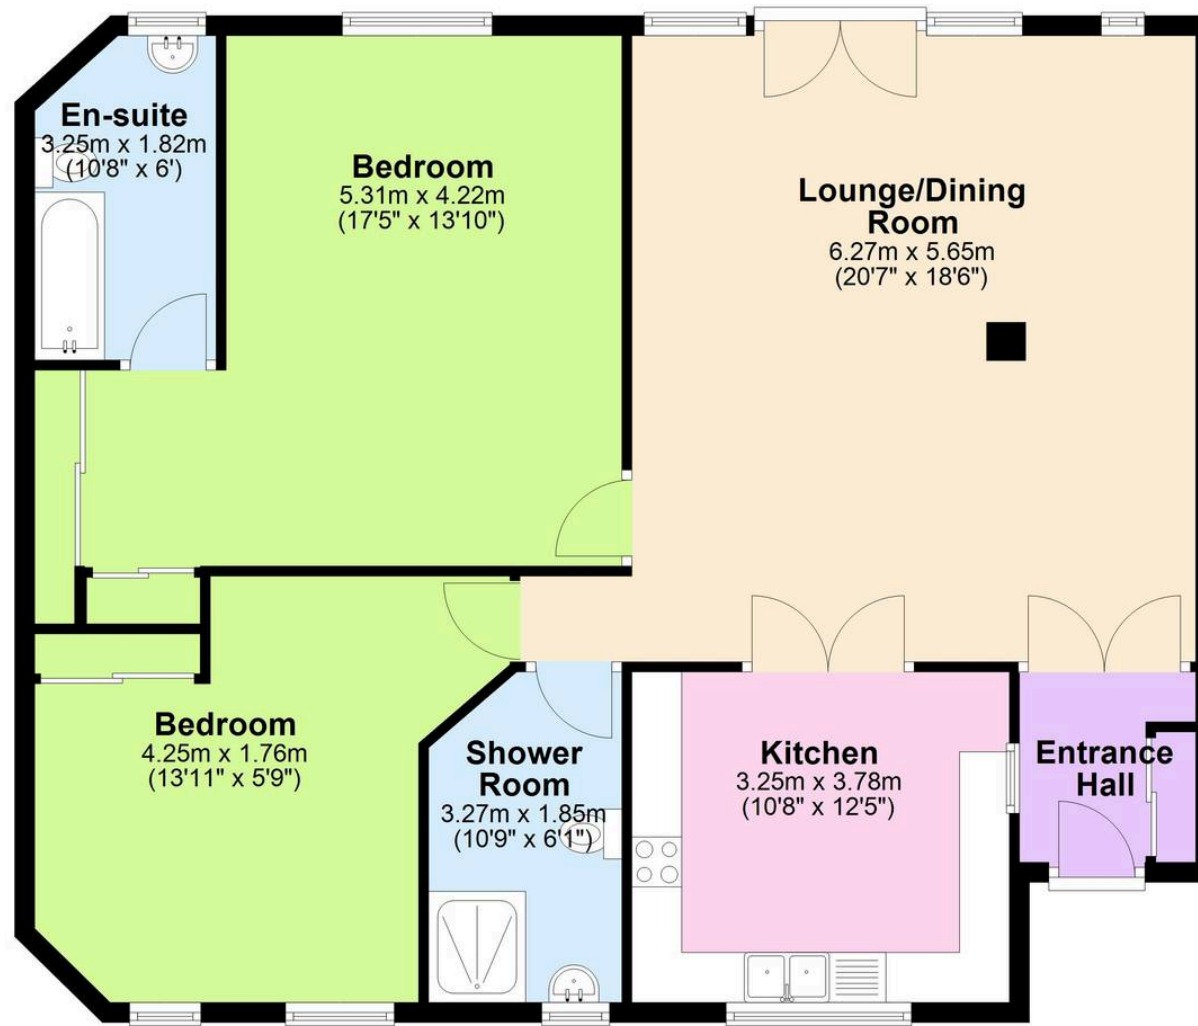 En-suite
3.25m x 1.82m
(10'8" x 6')
Bedroom
5.31m x 4.22m
(17'5" x 13'10")
Lounge/Dining
Room
6.27m x 5.65m
(20'7" x 18'6")
Bedroom
4.25m x 1.76m
(13'11" x 5'9")
Shower
Room
3.27m x 1.85m
(10'9" x 6'1")
Kitchen
3.25m x 3.78m
(10'8" x 12'5")
Entrance
Hall